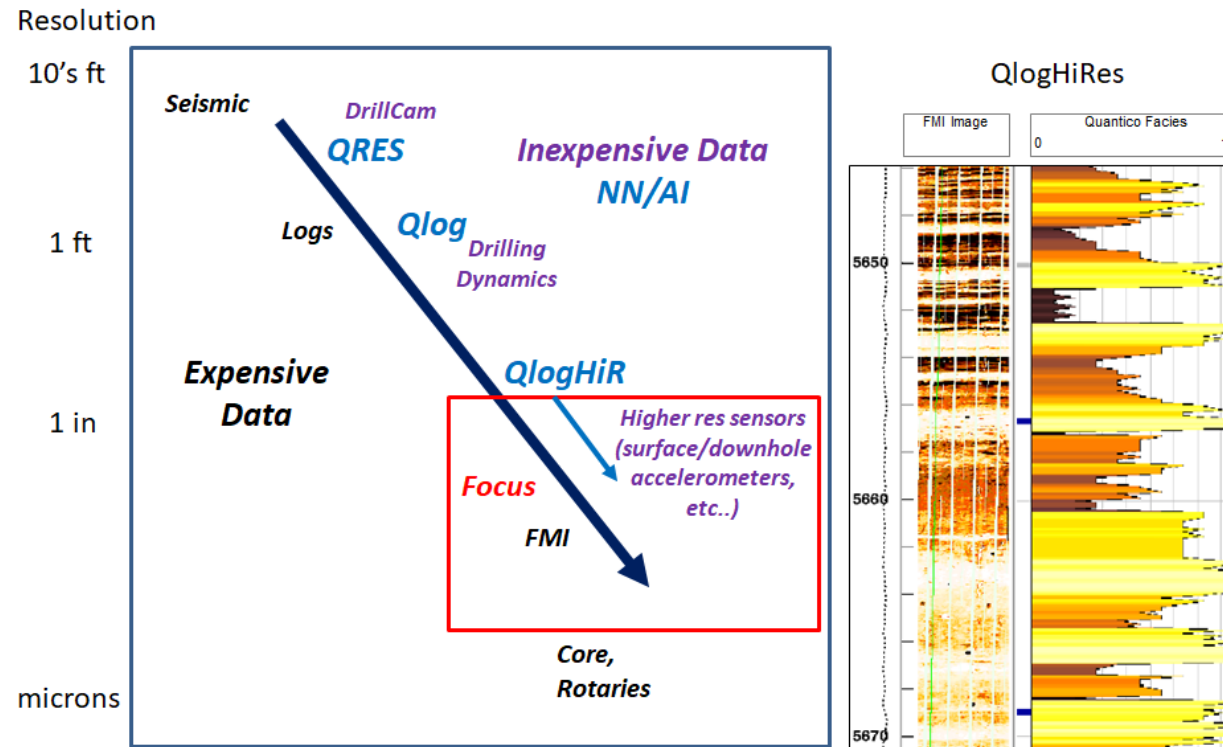 Resolution
10's ft
1 ft
1 in
microns
Seismic
DrillCam
QRES
Inexpensive Data
NN/AI
Logs
Qlog
Drilling
Dynamics
Expensive
Data
QlogHiR
Higher res sensors
(surface/downhole
accelerometers,
etc..)
Focus
FMI
Core,
Rotaries
QlogHiRes
FMI Image
Quantico Facies
0
5650
5660
5670